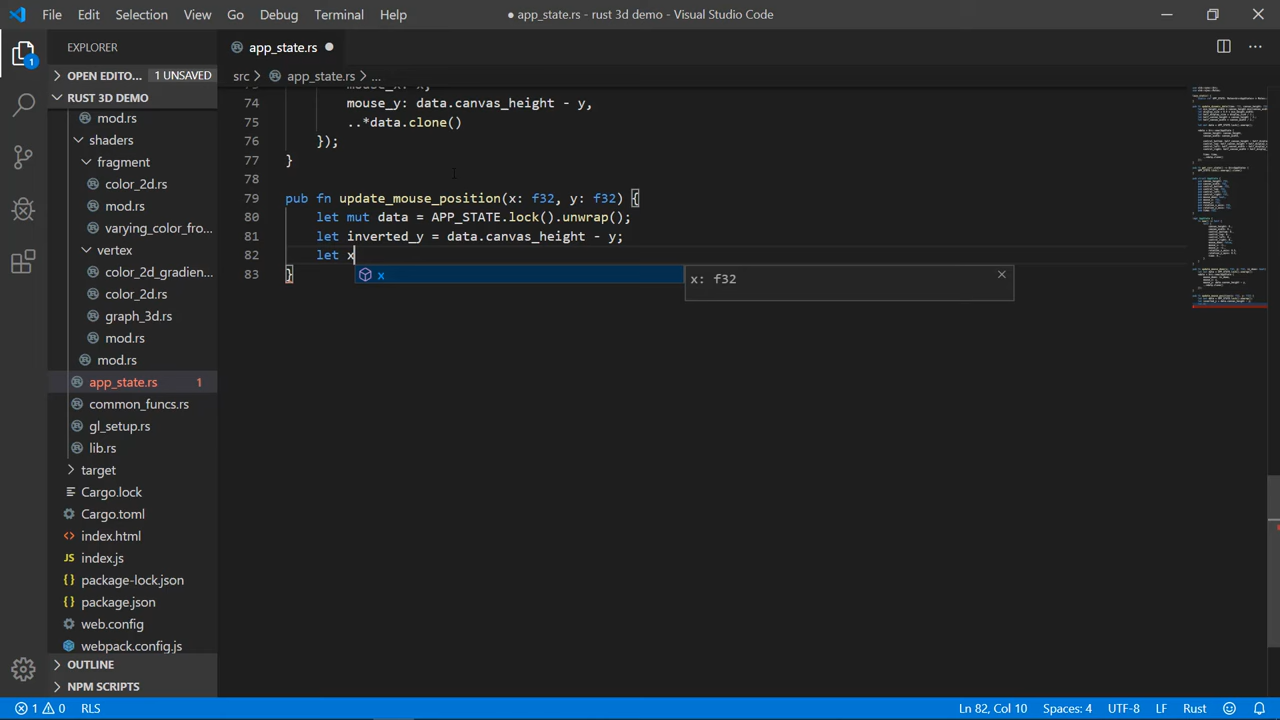 File Edit Selection View Go Debug Terminal Help
● app_state.rs - rust 3d demo - Visual Studio Code
EXPLORER
OPEN EDITO... 1 UNSAVED
RUST 3D DEMO
mod.rs
shaders
fragment
color_2d.rs
mod.rs
varying_color_fro...
vertex
color_2d_gradien...
color_2d.rs
graph_3d.rs
mod.rs
mod.rs
app_state.rs 1
common_funcs.rs
gl_setup.rs
lib.rs
target
Cargo.lock
Cargo.toml
index.html
JS index.js
{} package-lock.json
{} package.json
web.config
webpack.config.js
OUTLINE
NPM SCRIPTS
1
app_state.rs ●
src > app_state.rs > ...
73 mouse_x: x,
74 mouse_y: data.canvas_height - y,
75 ..*data.clone()
76 });
77 }
78
79 pub fn update_mouse_position(x: f32, y: f32) {
80 let mut data = APP_STATE.lock().unwrap();
81 let inverted_y = data.canvas_height - y;
82 let x
83 }
x
x: f32
1 0 RLS
Ln 82, Col 10 Spaces: 4 UTF-8 LF Rust